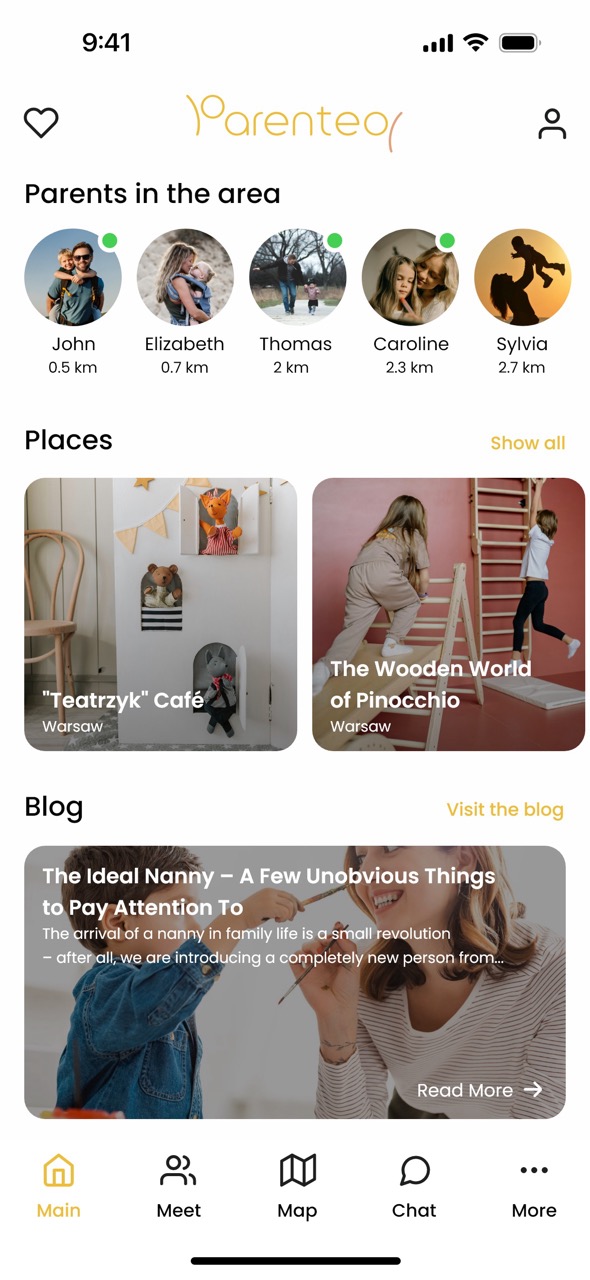 9:41
Parenteo
Parents in the area
John
Elizabeth
Thomas
Caroline
Sylvia
0.5 km
0.7 km
2 km
2.3 km
2.7 km
Places
Show all
"Teatrzyk" Café
Warsaw
The Wooden World
of Pinocchio
Warsaw
Blog
Visit the blog
The Ideal Nanny – A Few Unobvious Things
to Pay Attention To
The arrival of a nanny in family life is a small revolution
– after all, we are introducing a completely new person from...
Read More
Main
Meet
Map
Chat
More